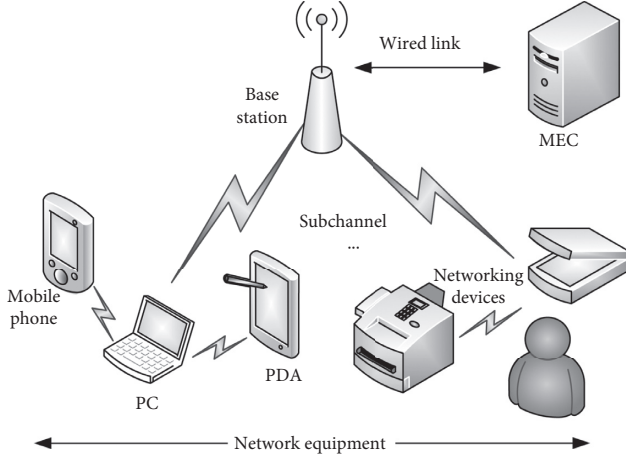 Wired link
Base
station
MEC
Subchannel
...
Networking
devices
Mobile
phone
PDA
PC
Network equipment